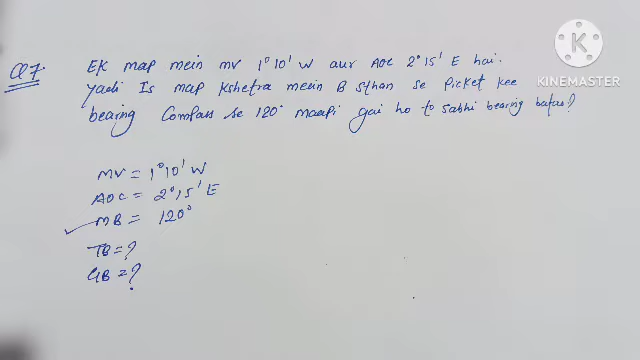 Q7 EK map mein mv 1°10' W aur AOC 2°15' E hai.
KINEMASTER
Yadi Is map Kshetra mein B sthan se Picket kee
bearing Compass se 120° maapi gai ho to sabhi bearing batao?
MV = 1°10' W
AOC = 2°15' E
MB = 120°
TB = ?
GB = ?